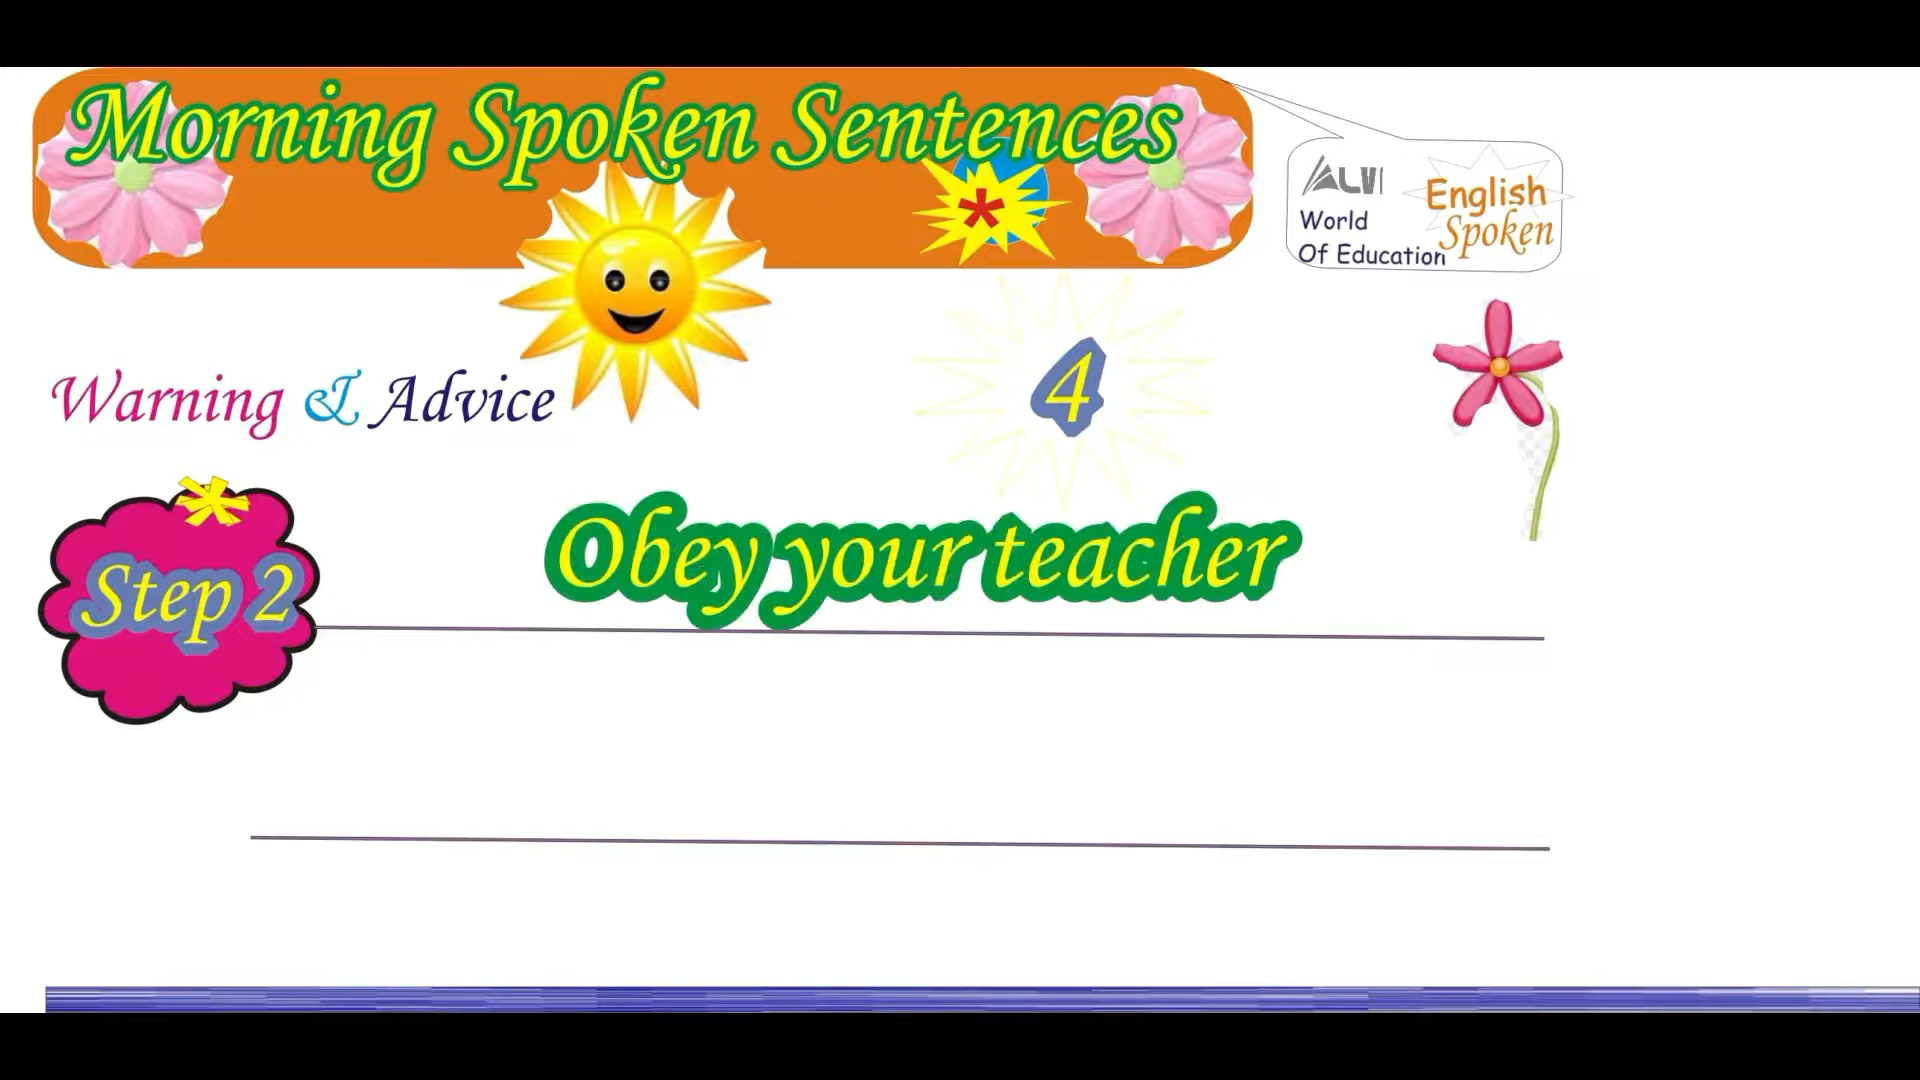 Morning Spoken Sentences
*
ALVI
World
Of Education
English
Spoken
Warning & Advice
4
Step 2
Obey your teacher